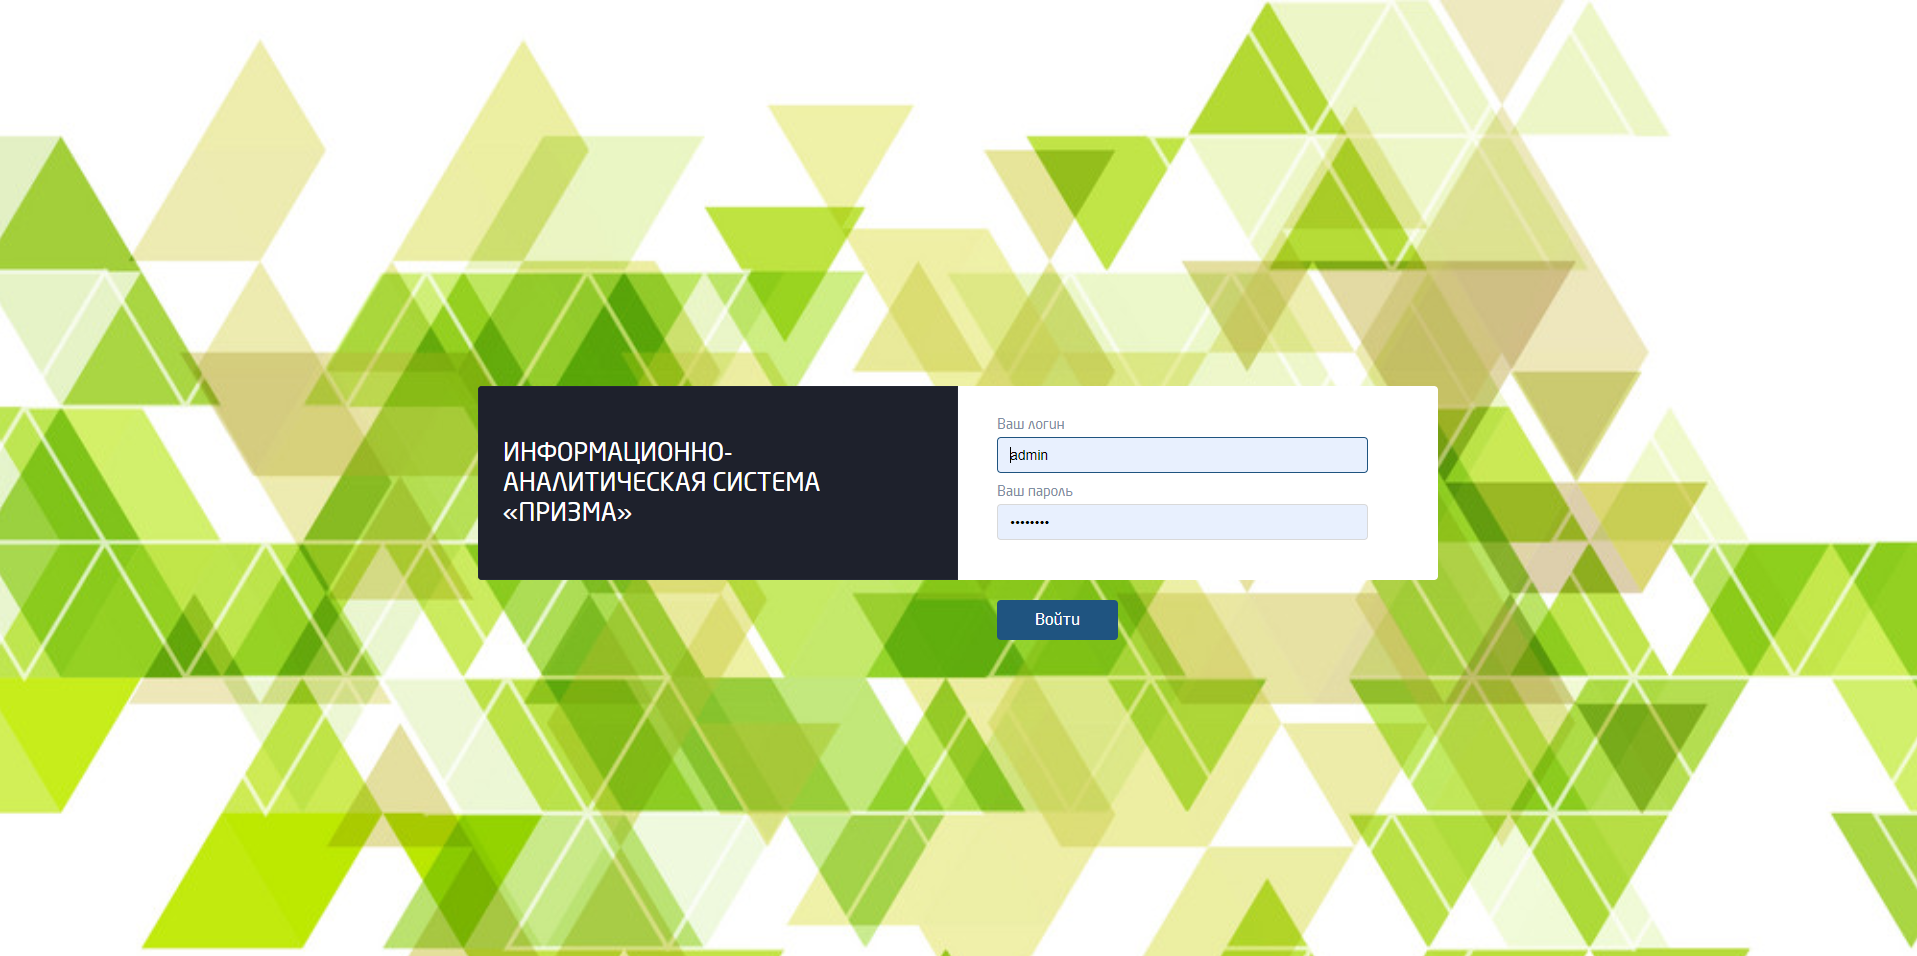 ИНФОРМАЦИОННО-
АНАЛИТИЧЕСКАЯ СИСТЕМА
«ПРИЗМА»
Ваш логин
admin
Ваш пароль
••••••••
Войти